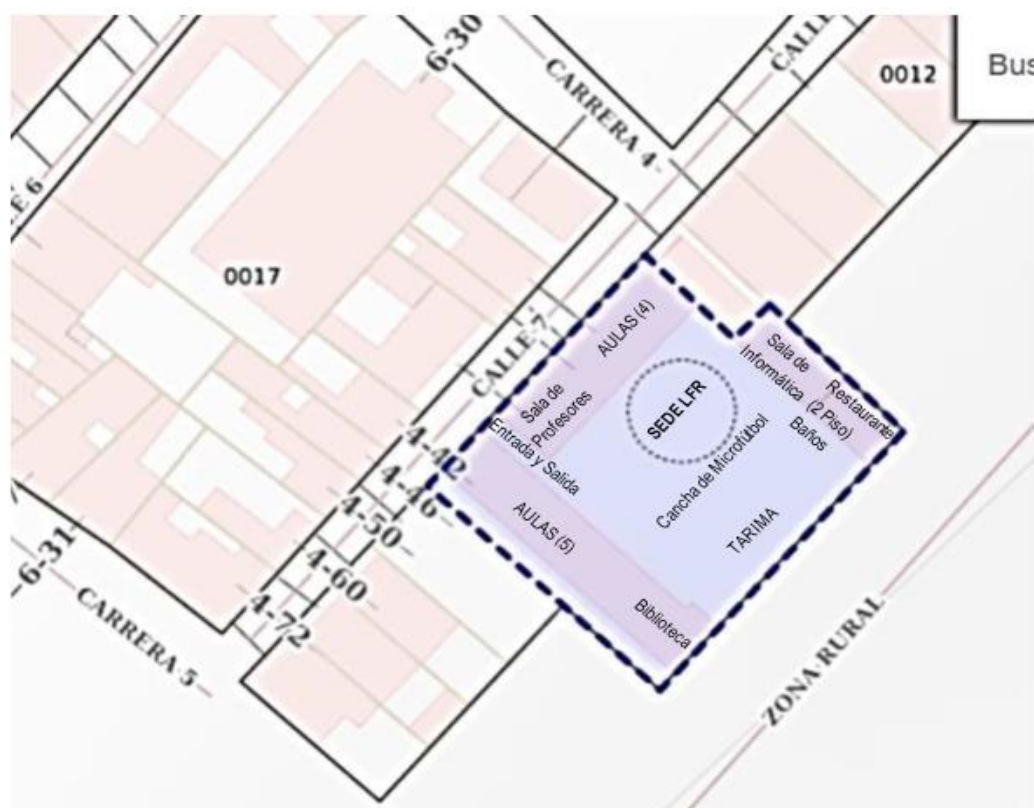 6-30
CARRERA 4
CALLE
0012
Bus
LE 6
0017
CALLE 7
AULAS (4)
Sala de
Profesores
Entrada y Salida
SEDE LFR
Sala de
Informática (2 Piso)
Restaurante
Baños
Cancha de Microfútbol
TARIMA
AULAS (5)
Biblioteca
4-42
4-46
4-50
4-60
4-72
6-31
CARRERA 5
ZONA RURAL